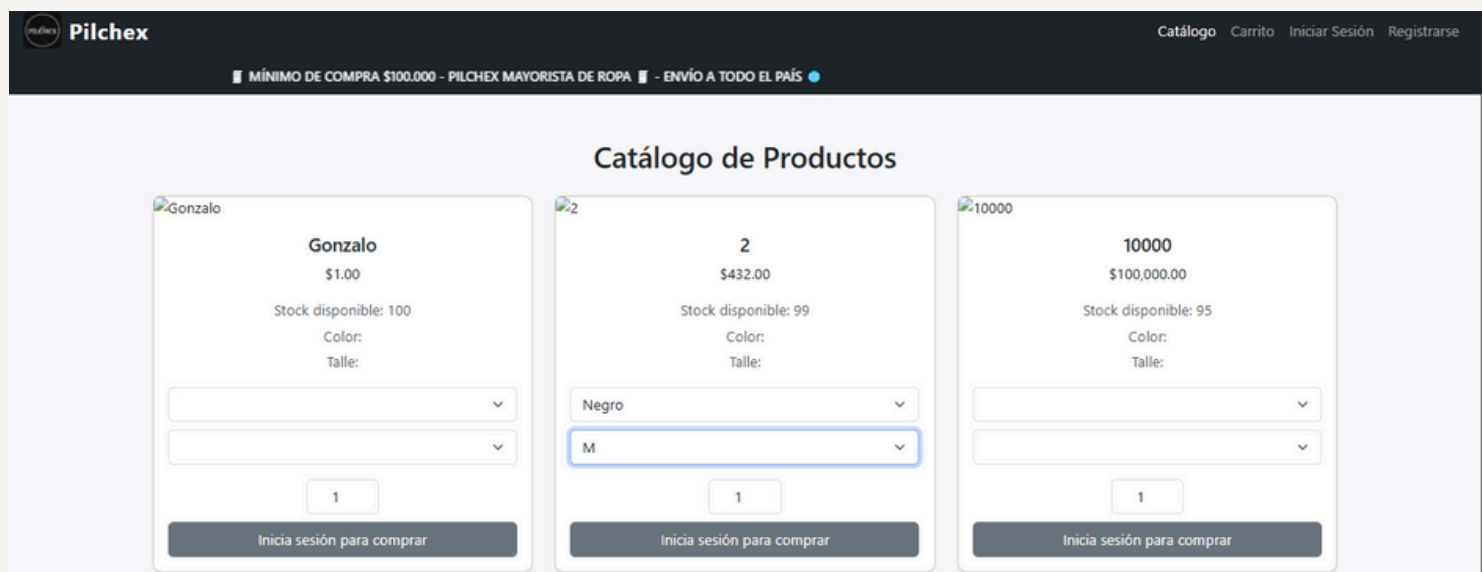 PILCHEX
Pilchex
Catálogo Carrito Iniciar Sesión Registrarse
MÍNIMO DE COMPRA $100.000 - PILCHEX MAYORISTA DE ROPA - ENVÍO A TODO EL PAÍS
Catálogo de Productos
Gonzalo
Gonzalo
$1.00
Stock disponible: 100
Color:
Talle:
1
Inicia sesión para comprar
2
2
$432.00
Stock disponible: 99
Color:
Talle:
Negro
M
1
Inicia sesión para comprar
10000
10000
$100,000.00
Stock disponible: 95
Color:
Talle:
1
Inicia sesión para comprar